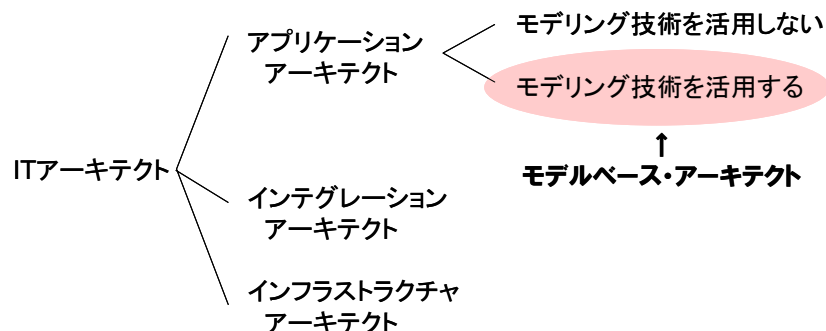 モデリング技術を活用しない
アプリケーション
アーキテクト
モデリング技術を活用する
↑
モデルベース・アーキテクト
ITアーキテクト
インテグレーション
アーキテクト
インフラストラクチャ
アーキテクト